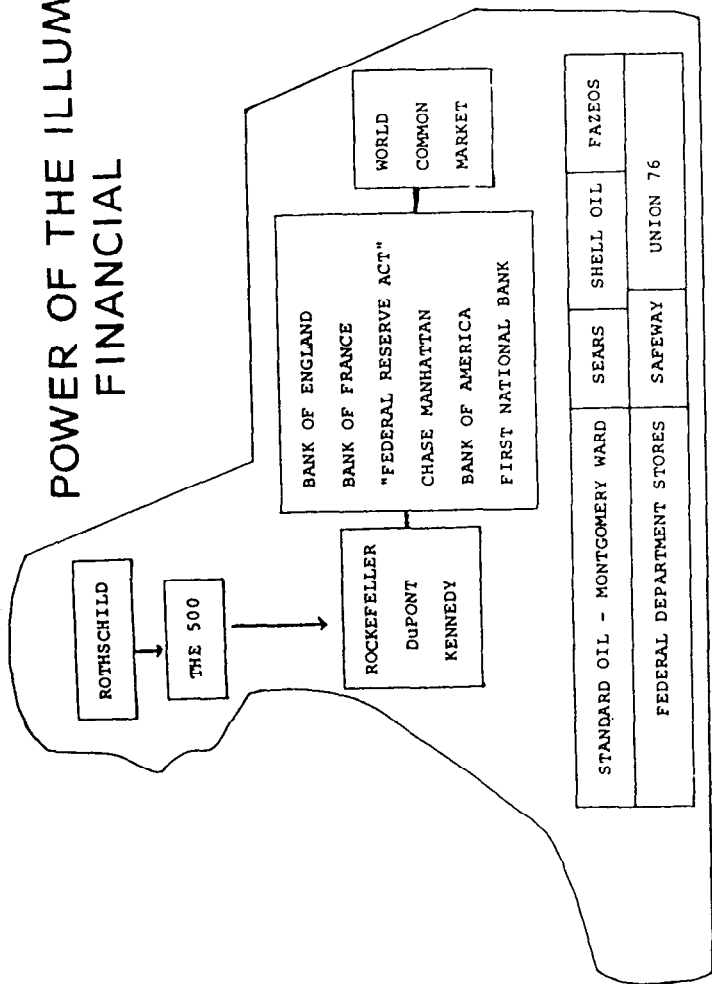 POWER OF THE ILLUM
FINANCIAL
ROTHSCHILD
THE 500
ROCKEFELLER
DuPONT
KENNEDY
BANK OF ENGLAND
BANK OF FRANCE
"FEDERAL RESERVE ACT"
CHASE MANHATTAN
BANK OF AMERICA
FIRST NATIONAL BANK
WORLD
COMMON
MARKET
STANDARD OIL - MONTGOMERY WARD
SEARS
SHELL OIL
FAZEOS
FEDERAL DEPARTMENT STORES
SAFEWAY
UNION 76